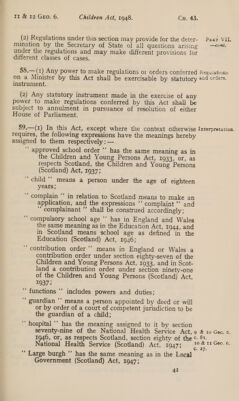 11 & 12 GEO. 6. Children Act, 1948. CH. 43.
(2) Regulations under this section may provide for the deter-
mination by the Secretary of State of all questions arising
under the regulations and may make different provisions for
different classes of cases.
PART VII.
—cont.
58.—(1) Any power to make regulations or orders conferred
on a Minister by this Act shall be exercisable by statutory
instrument.
Regulations
and orders.
(2) Any statutory instrument made in the exercise of any
power to make regulations conferred by this Act shall be
subject to annulment in pursuance of resolution of either
House of Parliament.
59.—(1) In this Act, except where the context otherwise
requires, the following expressions have the meanings hereby
assigned to them respectively:—
Interpretation.
" approved school order " has the same meaning as in
the Children and Young Persons Act, 1933, or, as
respects Scotland, the Children and Young Persons
(Scotland) Act, 1937;
" child " means a person under the age of eighteen
years;
" complain " in relation to Scotland means to make an
application, and the expressions " complaint " and
" complainant " shall be construed accordingly;
" compulsory school age " has in England and Wales
the same meaning as in the Education Act, 1944, and
in Scotland means school age as defined in the
Education (Scotland) Act, 1946;
" contribution order " means in England or Wales a
contribution order under section eighty-seven of the
Children and Young Persons Act, 1933, and in Scot-
land a contribution order under section ninety-one
of the Children and Young Persons (Scotland) Act,
1937;
" functions " includes powers and duties;
" guardian " means a person appointed by deed or will
or by order of a court of competent jurisdiction to be
the guardian of a child;
" hospital " has the meaning assigned to it by section
seventy-nine of the National Health Service Act,
1946, or, as respects Scotland, section eighty of the
National Health Service (Scotland) Act, 1947;
9 & 10 Geo. 6.
c. 81.
10 & 11 Geo. 6.
c. 27.
" Large burgh " has the same meaning as in the Local
Government (Scotland) Act, 1947;
41